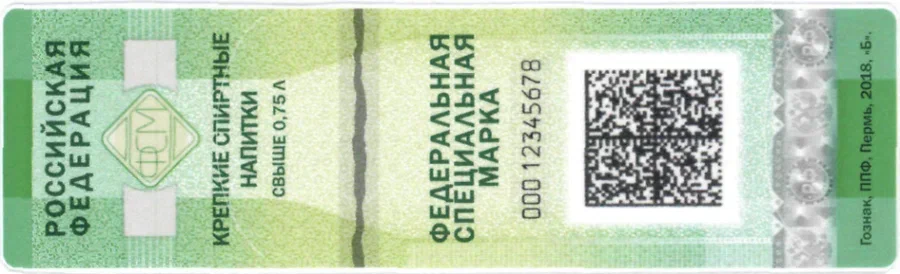 РОССИЙСКАЯ
ФЕДЕРАЦИЯ
ФСМ
КРЕПКИЕ СПИРТНЫЕ
НАПИТКИ
СВЫШЕ 0,75 Л
ФЕДЕРАЛЬНАЯ
СПЕЦИАЛЬНАЯ
МАРКА
000 12345678
Гознак, ППФ, Пермь, 2018, «Б».